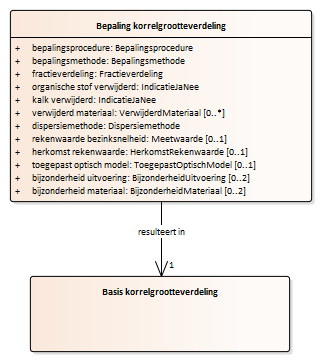 Bepaling korrelgrootteverdeling
+ bepalingsprocedure: Bepalingsprocedure
+ bepalingsmethode: Bepalingsmethode
+ fractieverdeling: Fractieverdeling
+ organische stof verwijderd: IndicatieJaNee
+ kalk verwijderd: IndicatieJaNee
+ verwijderd materiaal: VerwijderdMateriaal [0..*]
+ dispersiemethode: Dispersiemethode
+ rekenwaarde bezinksnelheid: Meetwaarde [0..1]
+ herkomst rekenwaarde: HerkomstRekenwaarde [0..1]
+ toegepast optisch model: ToegepastOptischModel [0..1]
+ bijzonderheid uitvoering: BijzonderheidUitvoering [0..2]
+ bijzonderheid materiaal: BijzonderheidMateriaal [0..2]
resulteert in
1
Basis korrelgrootteverdeling